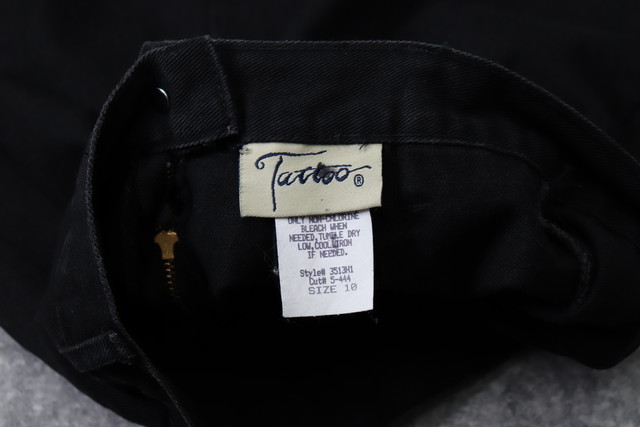 Tattoo®
ONLY NON-CHLORINE
BLEACH WHEN
NEEDED,TUMBLE DRY
LOW,COOL IRON
IF NEEDED.
Style# 3513H1
Cut# 5-444
SIZE 10